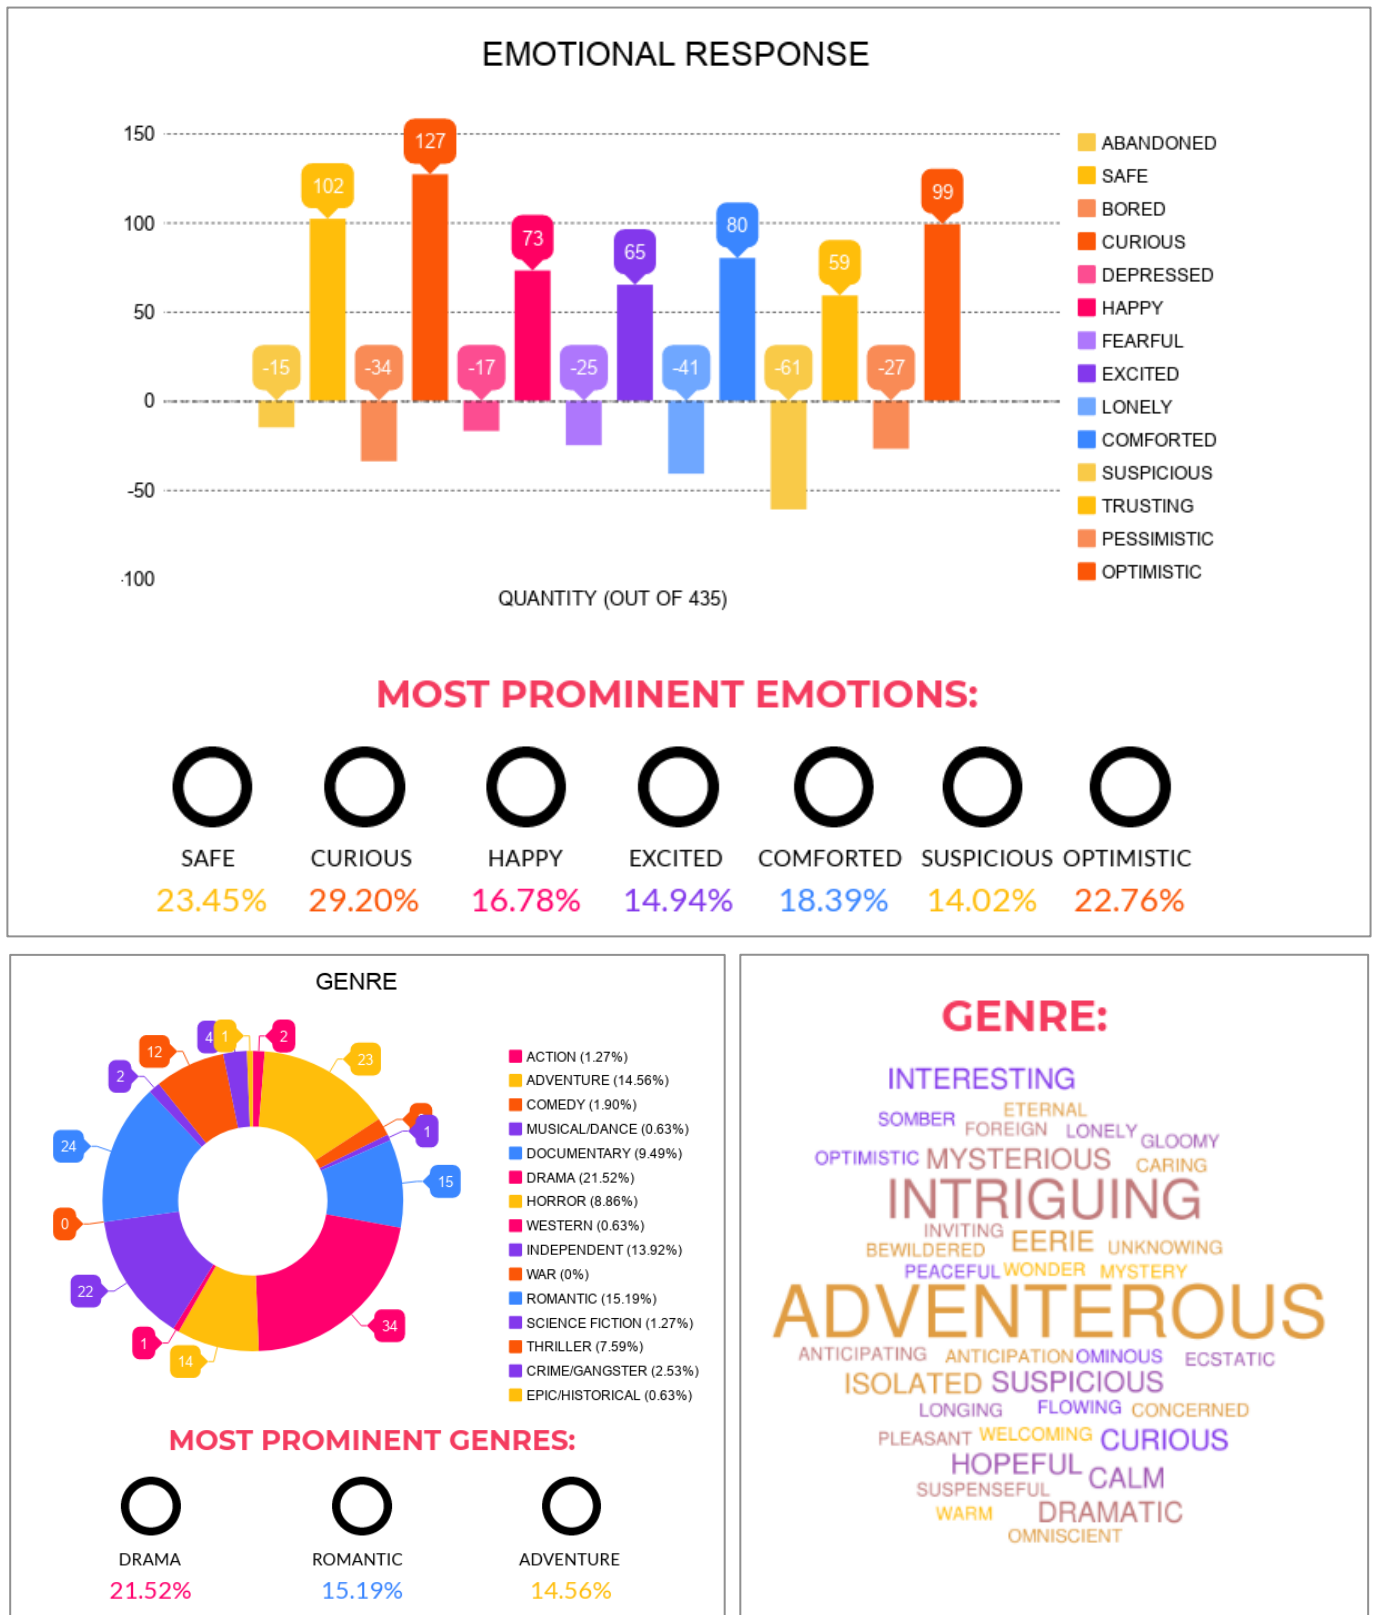 EMOTIONAL RESPONSE
150
100
50
0
-50
-100
-15
102
-34
127
-17
73
-25
65
-41
80
-61
59
-27
99
ABANDONED
SAFE
BORED
CURIOUS
DEPRESSED
HAPPY
FEARFUL
EXCITED
LONELY
COMFORTED
SUSPICIOUS
TRUSTING
PESSIMISTIC
OPTIMISTIC
QUANTITY (OUT OF 435)
MOST PROMINENT EMOTIONS:
SAFE CURIOUS HAPPY EXCITED COMFORTED SUSPICIOUS OPTIMISTIC
23.45% 29.20% 16.78% 14.94% 18.39% 14.02% 22.76%
GENRE
2
23
1
15
34
14
1
22
0
24
2
12
4
1
ACTION (1.27%)
ADVENTURE (14.56%)
COMEDY (1.90%)
MUSICAL/DANCE (0.63%)
DOCUMENTARY (9.49%)
DRAMA (21.52%)
HORROR (8.86%)
WESTERN (0.63%)
INDEPENDENT (13.92%)
WAR (0%)
ROMANTIC (15.19%)
SCIENCE FICTION (1.27%)
THRILLER (7.59%)
CRIME/GANGSTER (2.53%)
EPIC/HISTORICAL (0.63%)
MOST PROMINENT GENRES:
DRAMA ROMANTIC ADVENTURE
21.52% 15.19% 14.56%
GENRE:
INTERESTING
ETERNAL
SOMBER FOREIGN LONELY GLOOMY
OPTIMISTIC MYSTERIOUS CARING
INTRIGUING
INVITING
BEWILDERED EERIE UNKNOWING
PEACEFUL WONDER MYSTERY
ADVENTEROUS
ANTICIPATING ANTICIPATION OMINOUS ECSTATIC
ISOLATED SUSPICIOUS
LONGING FLOWING CONCERNED
PLEASANT WELCOMING CURIOUS
HOPEFUL CALM
SUSPENSEFUL
WARM DRAMATIC
OMNISCIENT